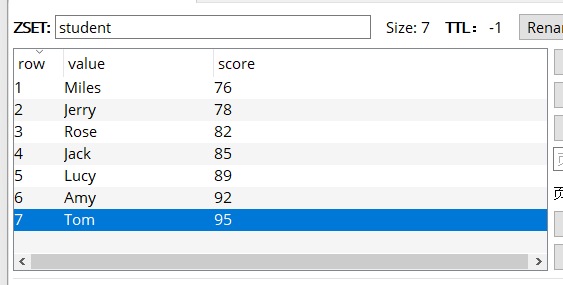 ZSET: student Size: 7 TTL: -1 Renam
row value score
1 Miles 76
2 Jerry 78
3 Rose 82
4 Jack 85
5 Lucy 89
6 Amy 92
7 Tom 95